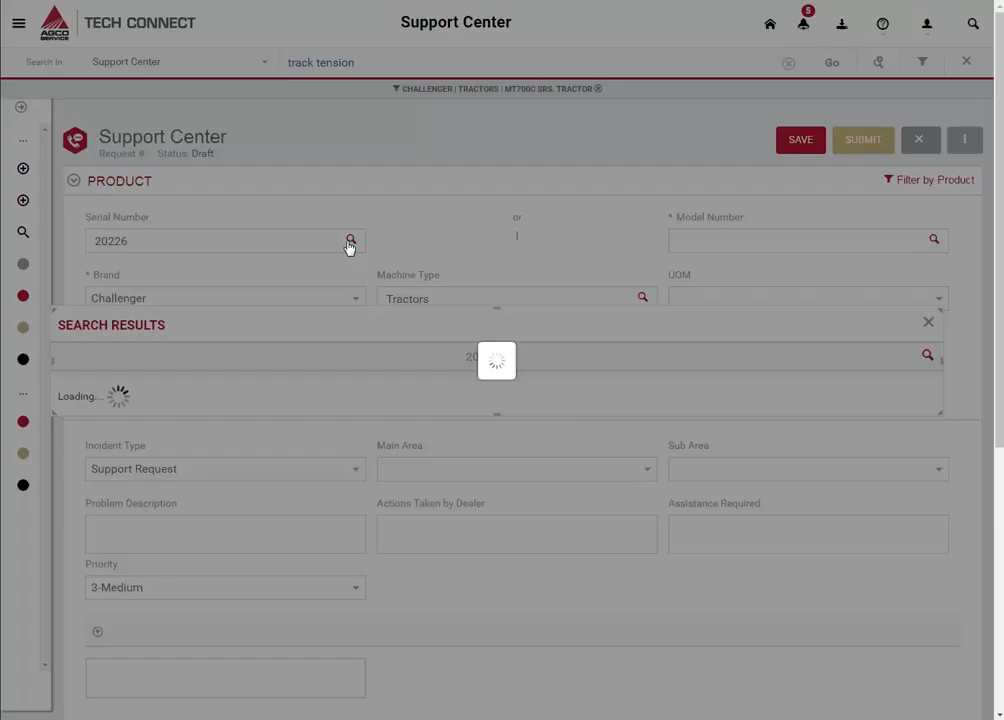 AGCO SERVICE TECH CONNECT
Support Center
5
Search In Support Center track tension Go
CHALLENGER | TRACTORS | MT700C SRS. TRACTOR
Support Center
Request #: Status: Draft
SAVE
SUBMIT
PRODUCT
Filter by Product
Serial Number or * Model Number
20226
* Brand Machine Type UOM
Challenger Tractors
SEARCH RESULTS
Loading....
Incident Type Main Area Sub Area
Support Request
Problem Description Actions Taken by Dealer Assistance Required
Priority
3-Medium